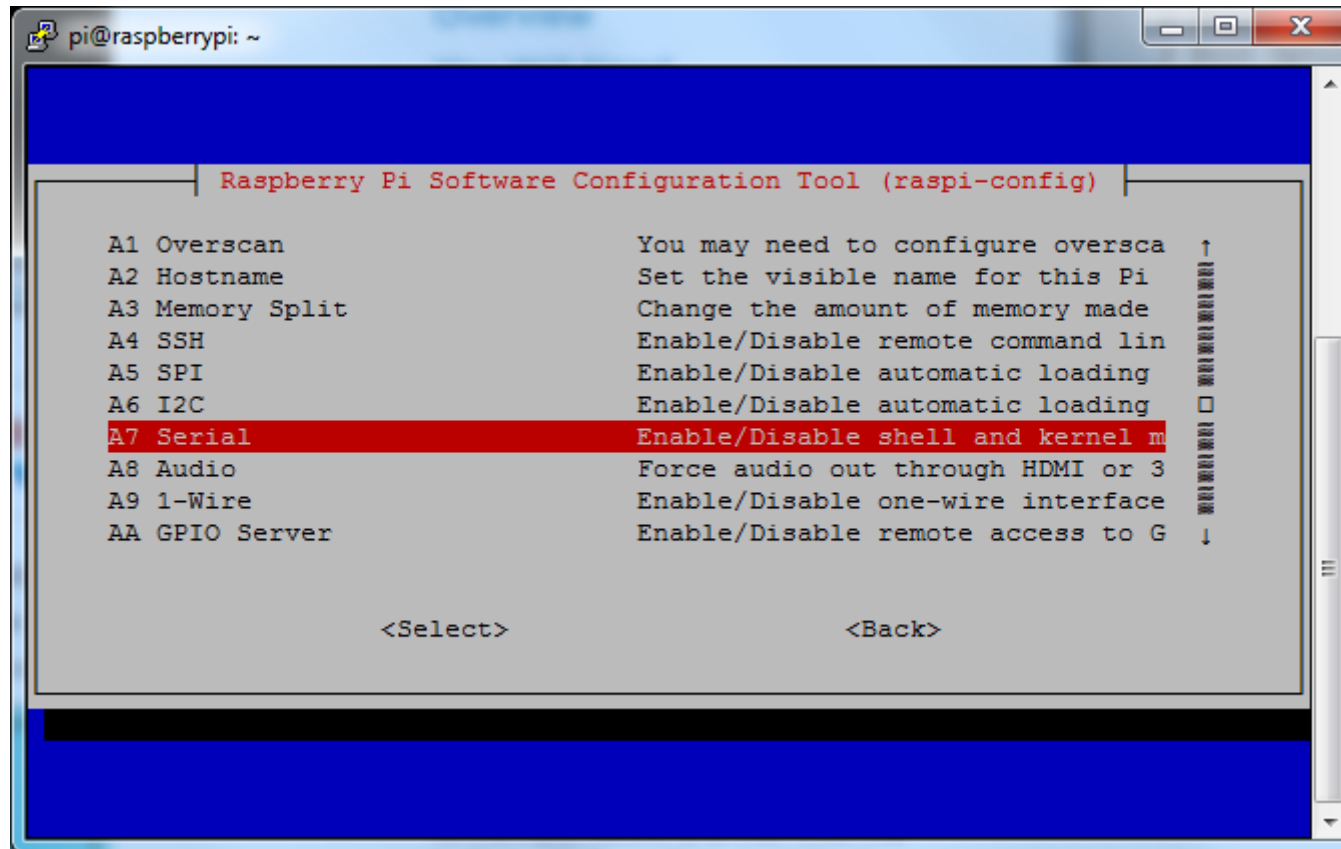 pi@raspberrypi: ~
Raspberry Pi Software Configuration Tool (raspi-config)
A1 Overscan You may need to configure oversca
A2 Hostname Set the visible name for this Pi
A3 Memory Split Change the amount of memory made
A4 SSH Enable/Disable remote command lin
A5 SPI Enable/Disable automatic loading
A6 I2C Enable/Disable automatic loading
A7 Serial Enable/Disable shell and kernel m
A8 Audio Force audio out through HDMI or 3
A9 1-Wire Enable/Disable one-wire interface
AA GPIO Server Enable/Disable remote access to G
<Select> <Back>